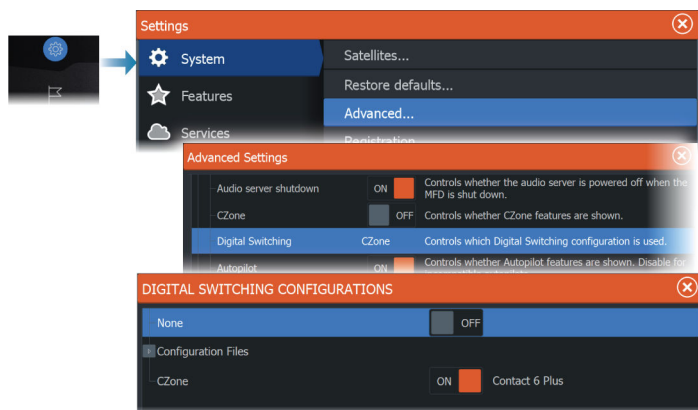 Settings
System
Satellites...
Features
Restore defaults...
Advanced...
Services
Registration
Advanced Settings
Audio server shutdown ON Controls whether the audio server is powered off when the
MFD is shut down.
CZone OFF Controls whether CZone features are shown.
Digital Switching CZone Controls which Digital Switching configuration is used.
Autopilot ON Controls whether Autopilot features are shown. Disable for
DIGITAL SWITCHING CONFIGURATIONS
None OFF
Configuration Files
CZone ON Contact 6 Plus